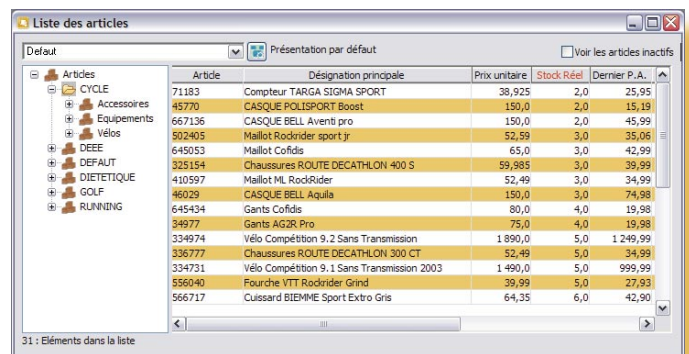 Liste des articles
Defaut Présentation par défaut Voir les articles inactifs
Articles
CYCLE
Accessoires
Equipements
Vélos
DEEE
DEFAUT
DIETETIQUE
GOLF
RUNNING
Article Désignation principale Prix unitaire Stock Réel Dernier P.A.
71183 Compteur TARGA SIGMA SPORT 38,925 2,0 25,95
45770 CASQUE POLISPORT Boost 150,0 2,0 15,19
667136 CASQUE BELL Aventi pro 150,0 2,0 45,99
502405 Maillot Rockrider sport jr 52,59 3,0 35,06
645053 Maillot Cofidis 65,0 3,0 42,99
325154 Chaussures ROUTE DECATHLON 400 S 59,985 3,0 39,99
410597 Maillot ML RockRider 52,49 3,0 34,99
46029 CASQUE BELL Aquila 150,0 3,0 74,98
645434 Gants Cofidis 80,0 4,0 19,98
34977 Gants AG2R Pro 75,0 4,0 19,98
334974 Vélo Compétition 9.2 Sans Transmission 1 890,0 5,0 1 249,99
336777 Chaussures ROUTE DECATHLON 300 CT 52,49 5,0 34,99
334731 Vélo Compétition 9.1 Sans Transmission 2003 1 490,0 5,0 999,99
556040 Fourche VTT Rockrider Grind 39,99 5,0 27,93
566717 Cuissard BIEMME Sport Extro Gris 64,35 6,0 42,90
31 : Eléments dans la liste